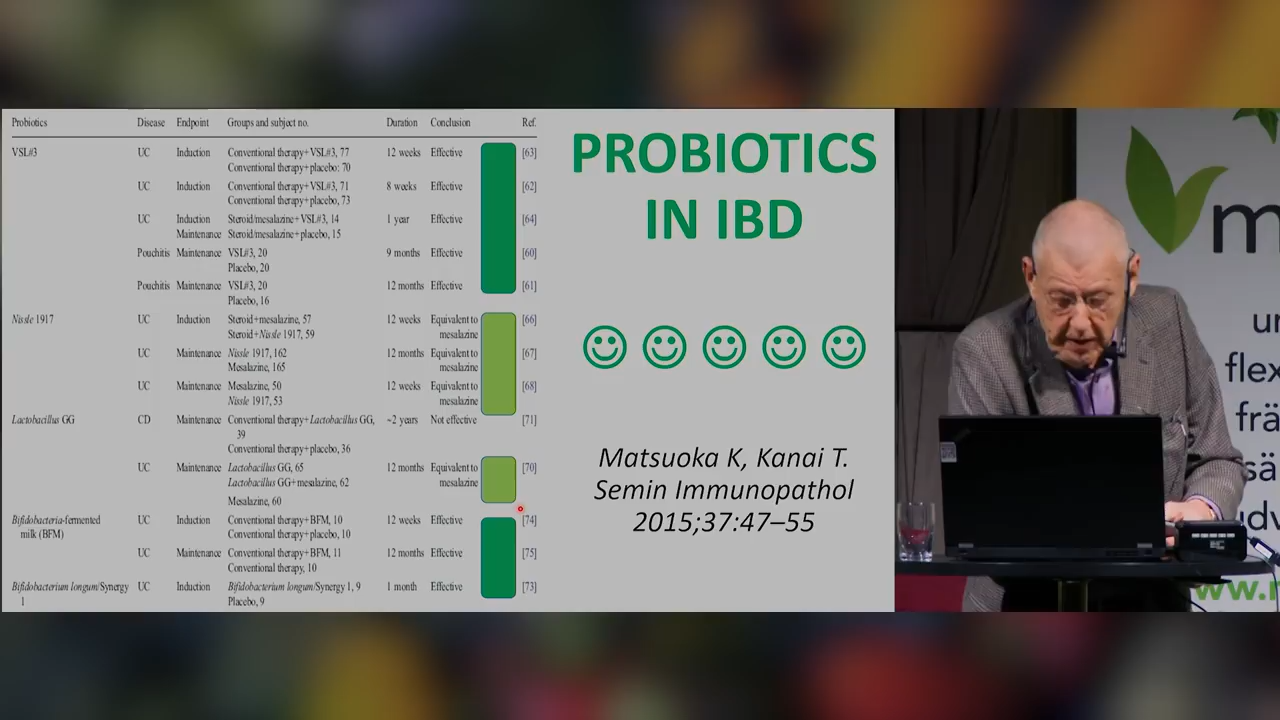 Probiotics Disease Endpoint Groups and subject no. Duration Conclusion Ref.
VSL#3 UC Induction Conventional therapy+VSL#3, 77 12 weeks Effective [63]
Conventional therapy+placebo: 70
UC Induction Conventional therapy+VSL#3, 71 8 weeks Effective [62]
Conventional therapy+placebo, 73
UC Induction Steroid/mesalazine+VSL#3, 14 1 year Effective [64]
Maintenance Steroid/mesalazine+placebo, 15
Pouchitis Maintenance VSL#3, 20 9 months Effective [60]
Placebo, 20
Pouchitis Maintenance VSL#3, 20 12 months Effective [61]
Placebo, 16
Nissle 1917 UC Induction Steroid+mesalazine, 57 12 weeks Equivalent to [66]
Steroid+Nissle 1917, 59 mesalazine
UC Maintenance Nissle 1917, 162 12 months Equivalent to [67]
Mesalazine, 165 mesalazine
UC Maintenance Mesalazine, 50 12 weeks Equivalent to [68]
Nissle 1917, 53 mesalazine
Lactobacillus GG CD Maintenance Conventional therapy+Lactobacillus GG, ~2 years Not effective [71]
39
Conventional therapy+placebo, 36
UC Maintenance Lactobacillus GG, 65 12 months Equivalent to [70]
Lactobacillus GG+mesalazine, 62 mesalazine
Mesalazine, 60
Bifidobacteria-fermented UC Induction Conventional therapy+BFM, 10 12 weeks Effective [74]
milk (BFM) Conventional therapy+placebo, 10
UC Maintenance Conventional therapy+BFM, 11 12 months Effective [75]
Conventional therapy, 10
Bifidobacterium longum/Synergy UC Induction Bifidobacterium longum/Synergy 1, 9 1 month Effective [73]
1 Placebo, 9
PROBIOTICS
IN IBD
Matsuoka K, Kanai T.
Semin Immunopathol
2015;37:47–55
m
un
flex
frä
sä
udv
ww.n